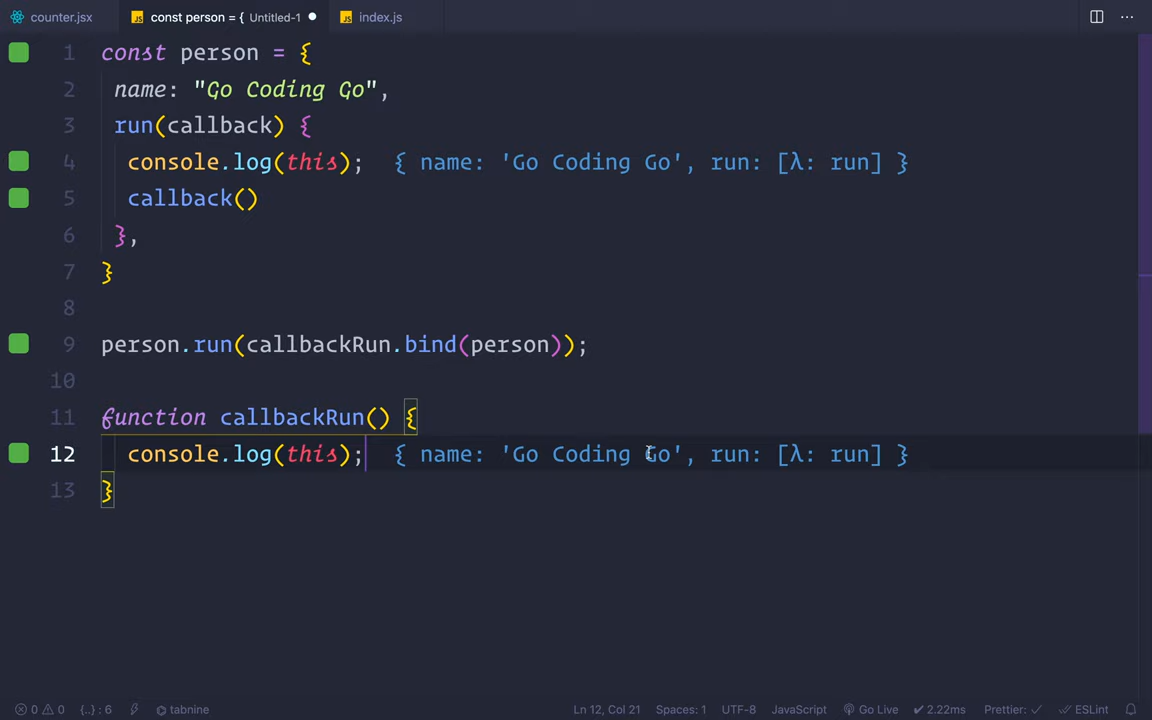 counter.jsx const person = { Untitled-1 index.js
1 const person = {
2 name: "Go Coding Go",
3 run(callback) {
4 console.log(this); { name: 'Go Coding Go', run: [λ: run] }
5 callback()
6 },
7 }
8
9 person.run(callbackRun.bind(person));
10
11 function callbackRun() {
12 console.log(this); { name: 'Go Coding Go', run: [λ: run] }
13 }
0 0 {..} : 6 tabnine Ln 12, Col 21 Spaces: 1 UTF-8 JavaScript Go Live ✓ 2.22ms Prettier: ✓ ESLint